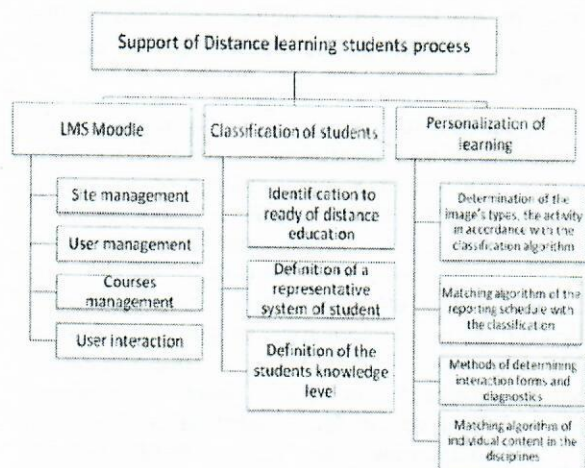 Support of Distance learning students process
LMS Moodle
Site management
User management
Courses management
User interaction
Classification of students
Identif cation to
ready of distance
education
Definition of a
representative
system of student
Definition of the
students knowledge
level
Personalization of
learning
Determination of the
image's types, the activity
in accordance with the
classification algorithm
Matching algorithm of the
reporting schedule with
the classification
Methods of determining
interaction forms and
diagnostics
Matching algorithm of
individual content in the
disciplines